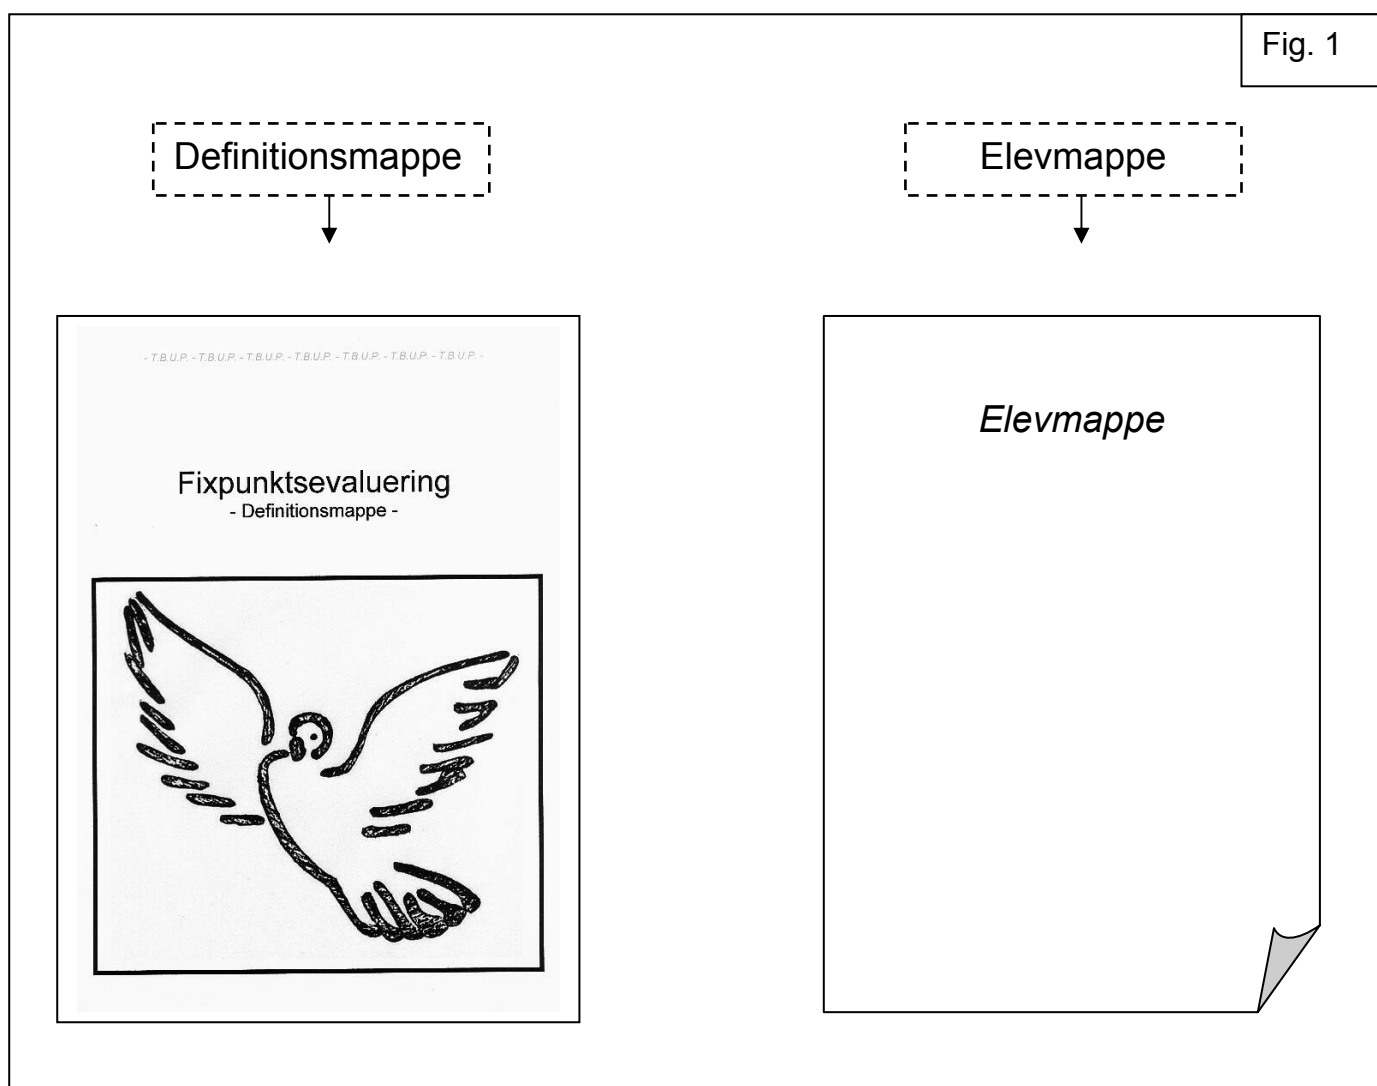 Fig. 1
Definitionsmappe
Elevmappe
- T.B.U.P. - T.B.U.P. - T.B.U.P. - T.B.U.P. - T.B.U.P. - T.B.U.P. - T.B.U.P. -
Fixpunktsevaluering
- Definitionsmappe -
Elevmappe